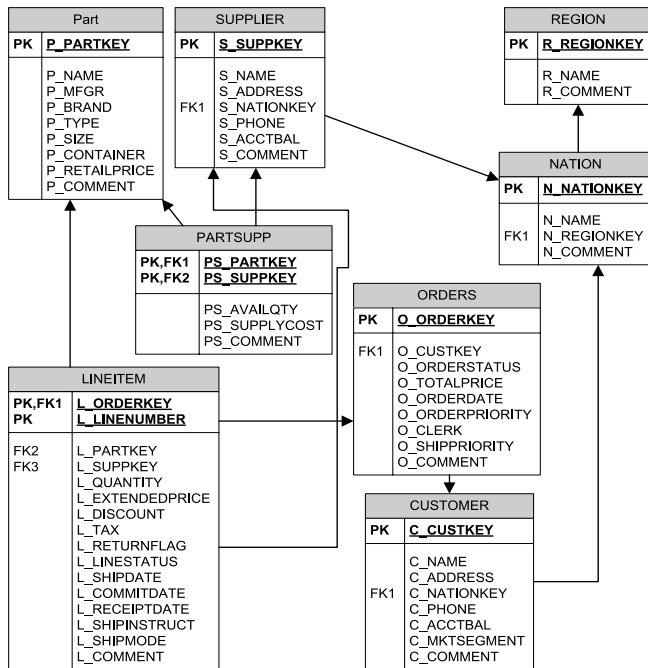 Part
PK P_PARTKEY
P_NAME
P_MFGR
P_BRAND
P_TYPE
P_SIZE
P_CONTAINER
P_RETAILPRICE
P_COMMENT
SUPPLIER
PK S_SUPPKEY
S_NAME
S_ADDRESS
FK1 S_NATIONKEY
S_PHONE
S_ACCTBAL
S_COMMENT
REGION
PK R_REGIONKEY
R_NAME
R_COMMENT
NATION
PK N_NATIONKEY
N_NAME
FK1 N_REGIONKEY
N_COMMENT
PARTSUPP
PK,FK1 PS_PARTKEY
PK,FK2 PS_SUPPKEY
PS_AVAILQTY
PS_SUPPLYCOST
PS_COMMENT
ORDERS
PK O_ORDERKEY
FK1 O_CUSTKEY
O_ORDERSTATUS
O_TOTALPRICE
O_ORDERDATE
O_ORDERPRIORITY
O_CLERK
O_SHIPPRIORITY
O_COMMENT
LINEITEM
PK,FK1 L_ORDERKEY
PK L_LINENUMBER
FK2 L_PARTKEY
FK3 L_SUPPKEY
L_QUANTITY
L_EXTENDEDPRICE
L_DISCOUNT
L_TAX
L_RETURNFLAG
L_LINESTATUS
L_SHIPDATE
L_COMMITDATE
L_RECEIPTDATE
L_SHIPINSTRUCT
L_SHIPMODE
L_COMMENT
CUSTOMER
PK C_CUSTKEY
C_NAME
C_ADDRESS
FK1 C_NATIONKEY
C_PHONE
C_ACCTBAL
C_MKTSEGMENT
C_COMMENT